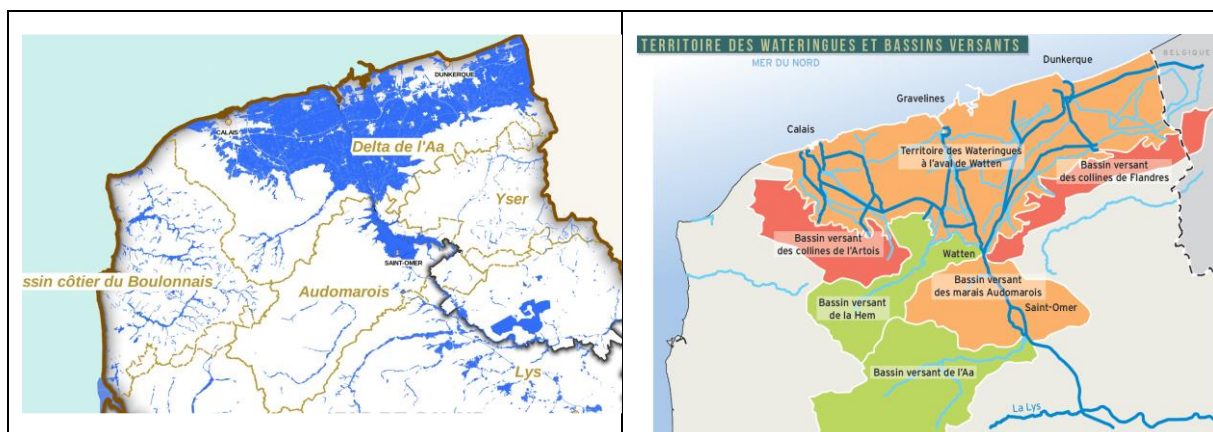 DUNKERQUE
CALAIS
Delta de l'Aa
Yser
SAINT-OMER
ssin côtier du Boulonnais
Audomarois
Lys
TERRITOIRE DES WATERINGUES ET BASSINS VERSANTS
MER DU NORD
BELGIQUE
Dunkerque
Gravelines
Calais
Territoire des Wateringues
à l'aval de Watten
Bassin versant
des collines de Flandres
Bassin versant
des collines de l'Artois
Watten
Bassin versant
des marais Audomarois
Bassin versant
de la Hem
Saint-Omer
Bassin versant de l'Aa
La Lys